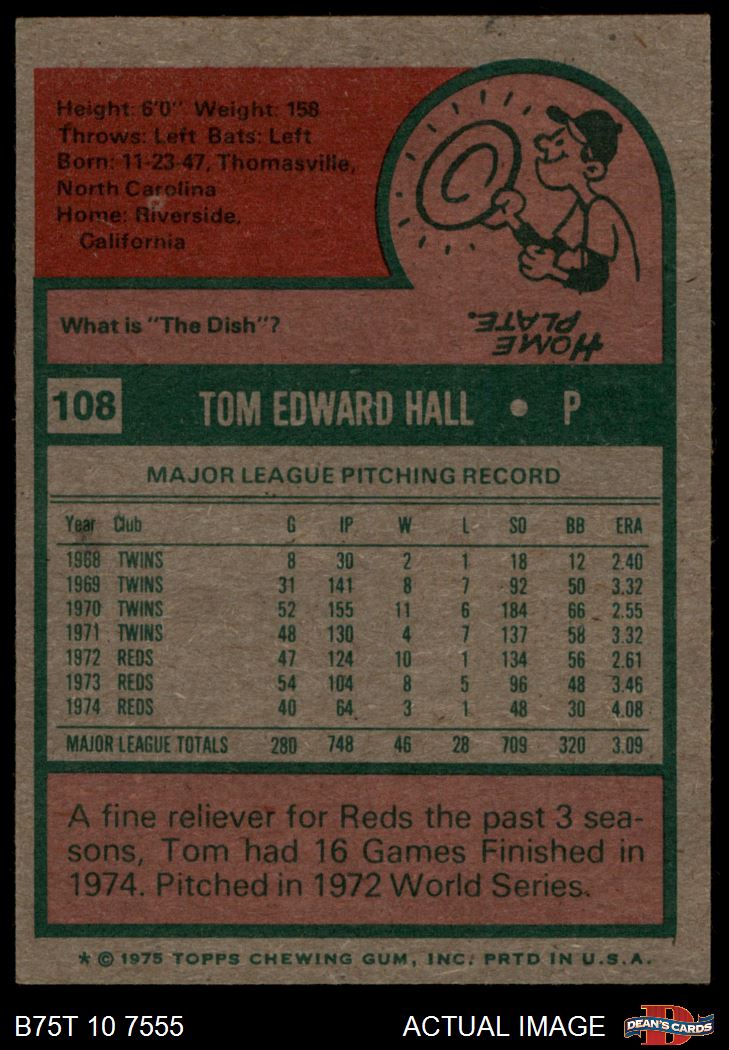 Height: 6'0" Weight: 158
Throws: Left Bats: Left
Born: 11-23-47, Thomasville,
North Carolina
Home: Riverside,
California
What is "The Dish"?
HOME
PLATE.
108 TOM EDWARD HALL • P
MAJOR LEAGUE PITCHING RECORD
Year Club G IP W L SO BB ERA
1968 TWINS 8 30 2 1 18 12 2.40
1969 TWINS 31 141 8 7 92 50 3.32
1970 TWINS 52 155 11 6 184 66 2.55
1971 TWINS 48 130 4 7 137 58 3.32
1972 REDS 47 124 10 1 134 56 2.61
1973 REDS 54 104 8 5 96 48 3.46
1974 REDS 40 64 3 1 48 30 4.08
MAJOR LEAGUE TOTALS 280 748 46 28 709 320 3.09
A fine reliever for Reds the past 3 sea-
sons, Tom had 16 Games Finished in
1974. Pitched in 1972 World Series.
* © 1975 TOPPS CHEWING GUM, INC. PRTD IN U.S.A.
B75T 10 7555 ACTUAL IMAGE DEAN'S CARDS